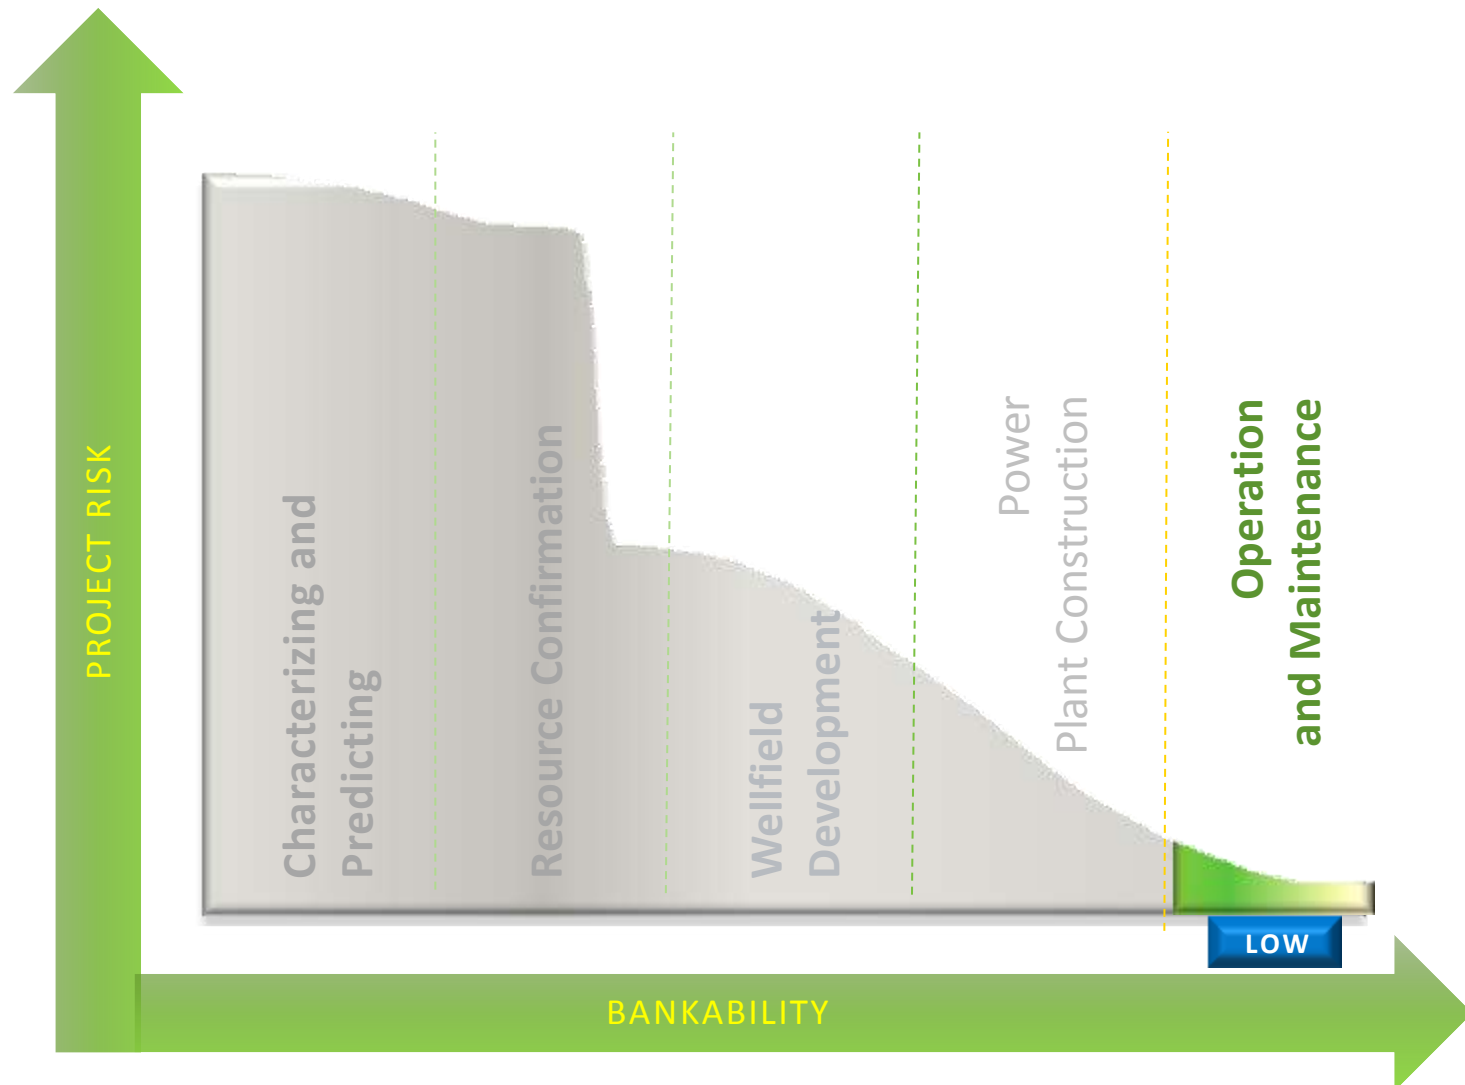 PROJECT RISK
Characterizing and
Predicting
Resource Confirmation
Wellfield
Development
Power
Plant Construction
Operation
and Maintenance
LOW
BANKABILITY